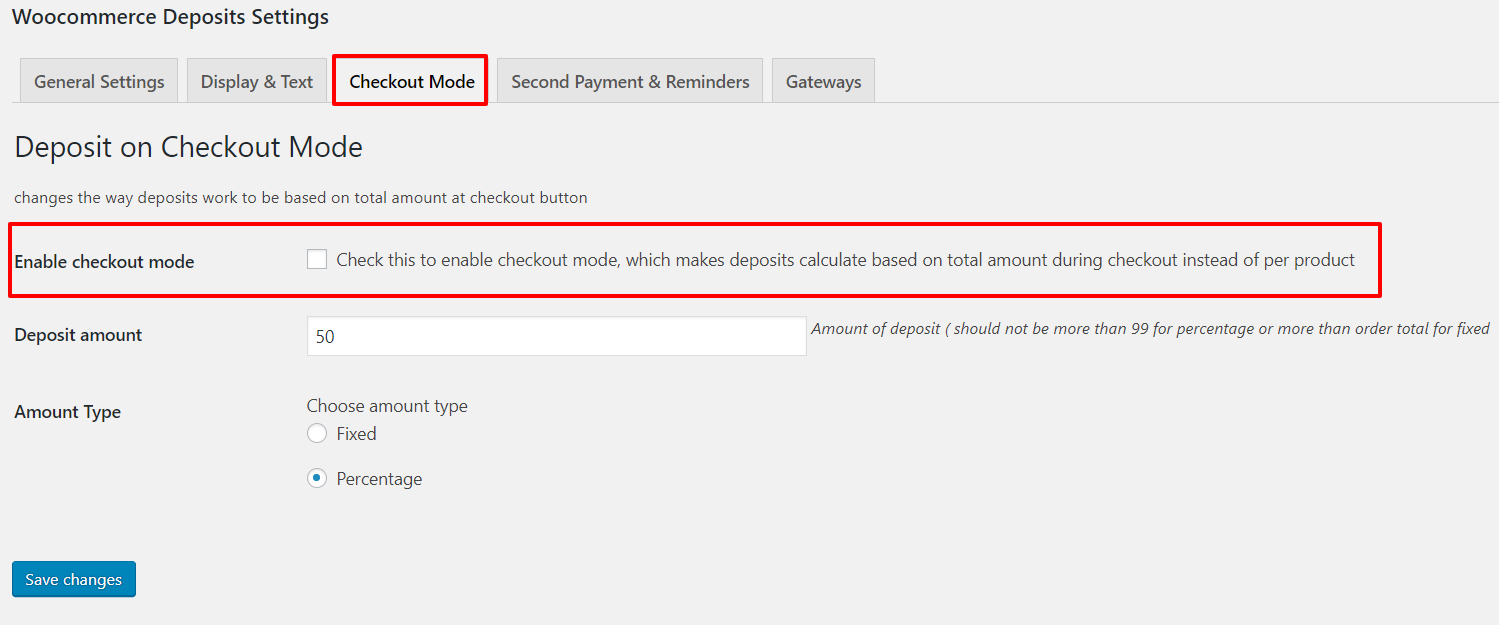 Woocommerce Deposits Settings
General Settings
Display & Text
Checkout Mode
Second Payment & Reminders
Gateways
Deposit on Checkout Mode
changes the way deposits work to be based on total amount at checkout button
Enable checkout mode
Check this to enable checkout mode, which makes deposits calculate based on total amount during checkout instead of per product
Deposit amount
50
Amount of deposit ( should not be more than 99 for percentage or more than order total for fixed
Amount Type
Choose amount type
Fixed
Percentage
Save changes